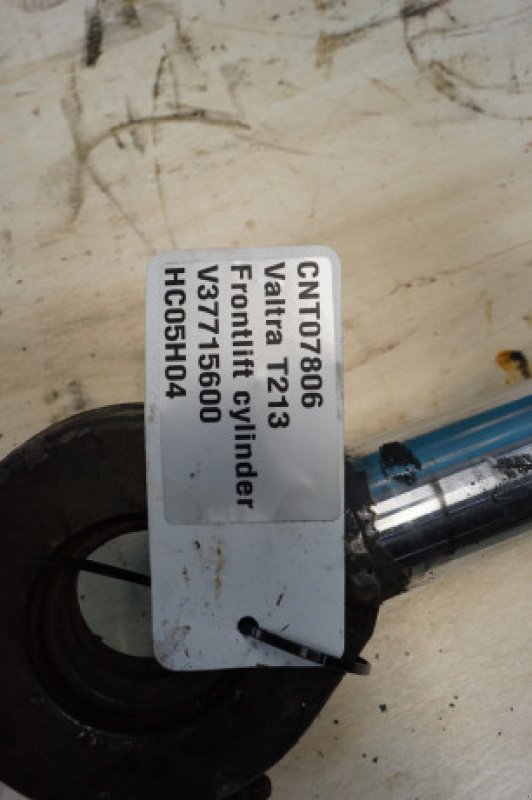 CNT07806
Valtra T213
Frontlift cylinder
V37715600
HC05H04